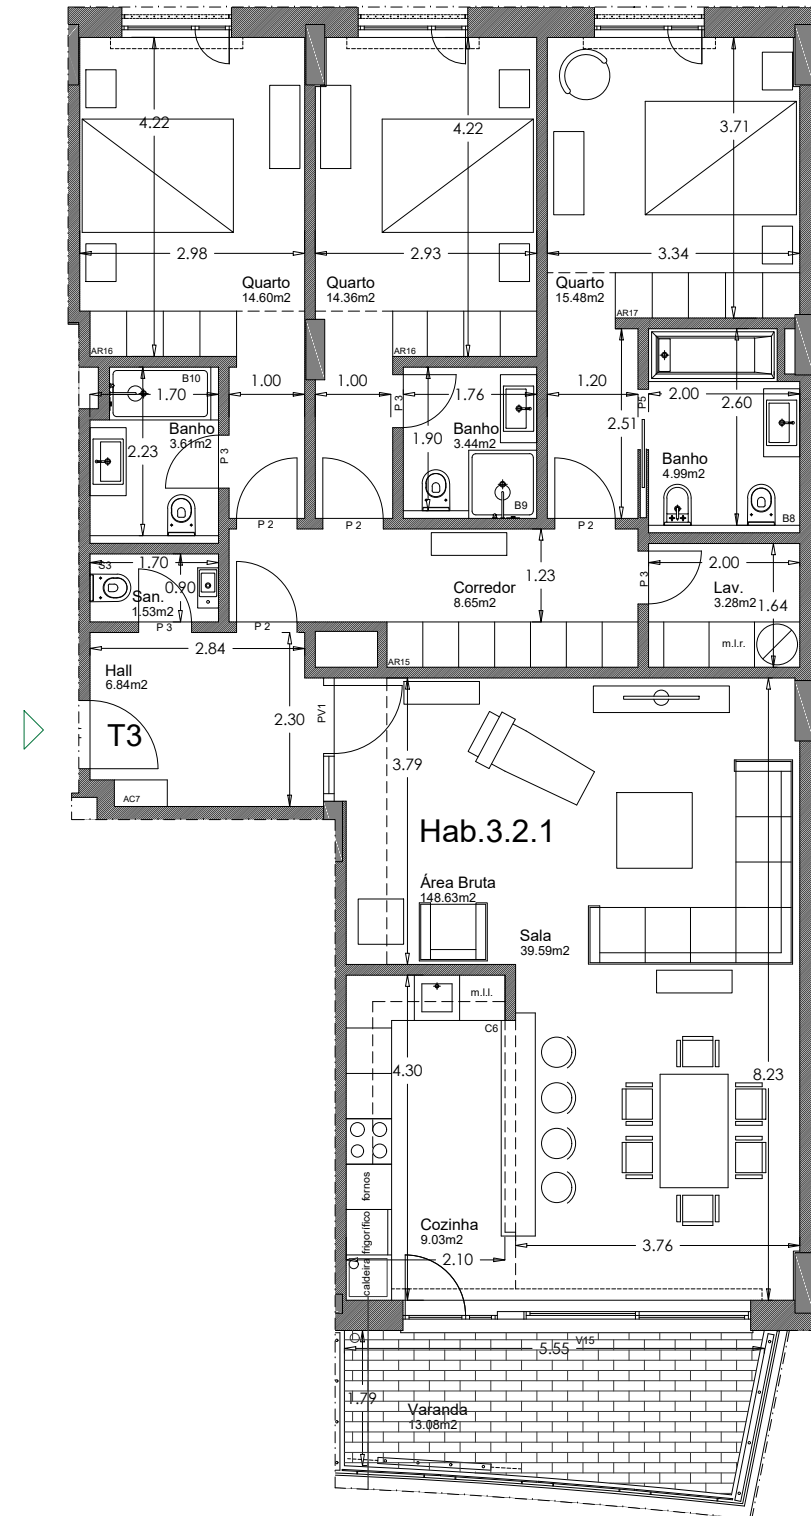 4.22
4.22
3.71
2.98
2.93
3.34
Quarto
14.60m2
Quarto
14.36m2
Quarto
15.48m2
AR17
AR16
AR16
B10
1.70
1.00
1.00
P 3
1.76
1.20
P5
2.00
2.60
Banho
3.61m2
2.23
P 3
1.90
Banho
3.44m2
2.51
Banho
4.99m2
B9
B8
P 2
P 2
P 2
S3
1.70
0.90
San.
1.53m2
P 3
P 2
Corredor
8.65m2
1.23
P 3
2.00
Lav.
3.28m2
1.64
m.l.r.
2.84
AR15
Hall
6.84m2
2.30
PV1
T3
AC7
3.79
Hab.3.2.1
Área Bruta
148.63m2
Sala
39.59m2
m.l.l.
C6
4.30
8.23
fornos
frigorífico
caldeira
Cozinha
9.03m2
2.10
3.76
V15
5.55
1.79
Varanda
13.08m2